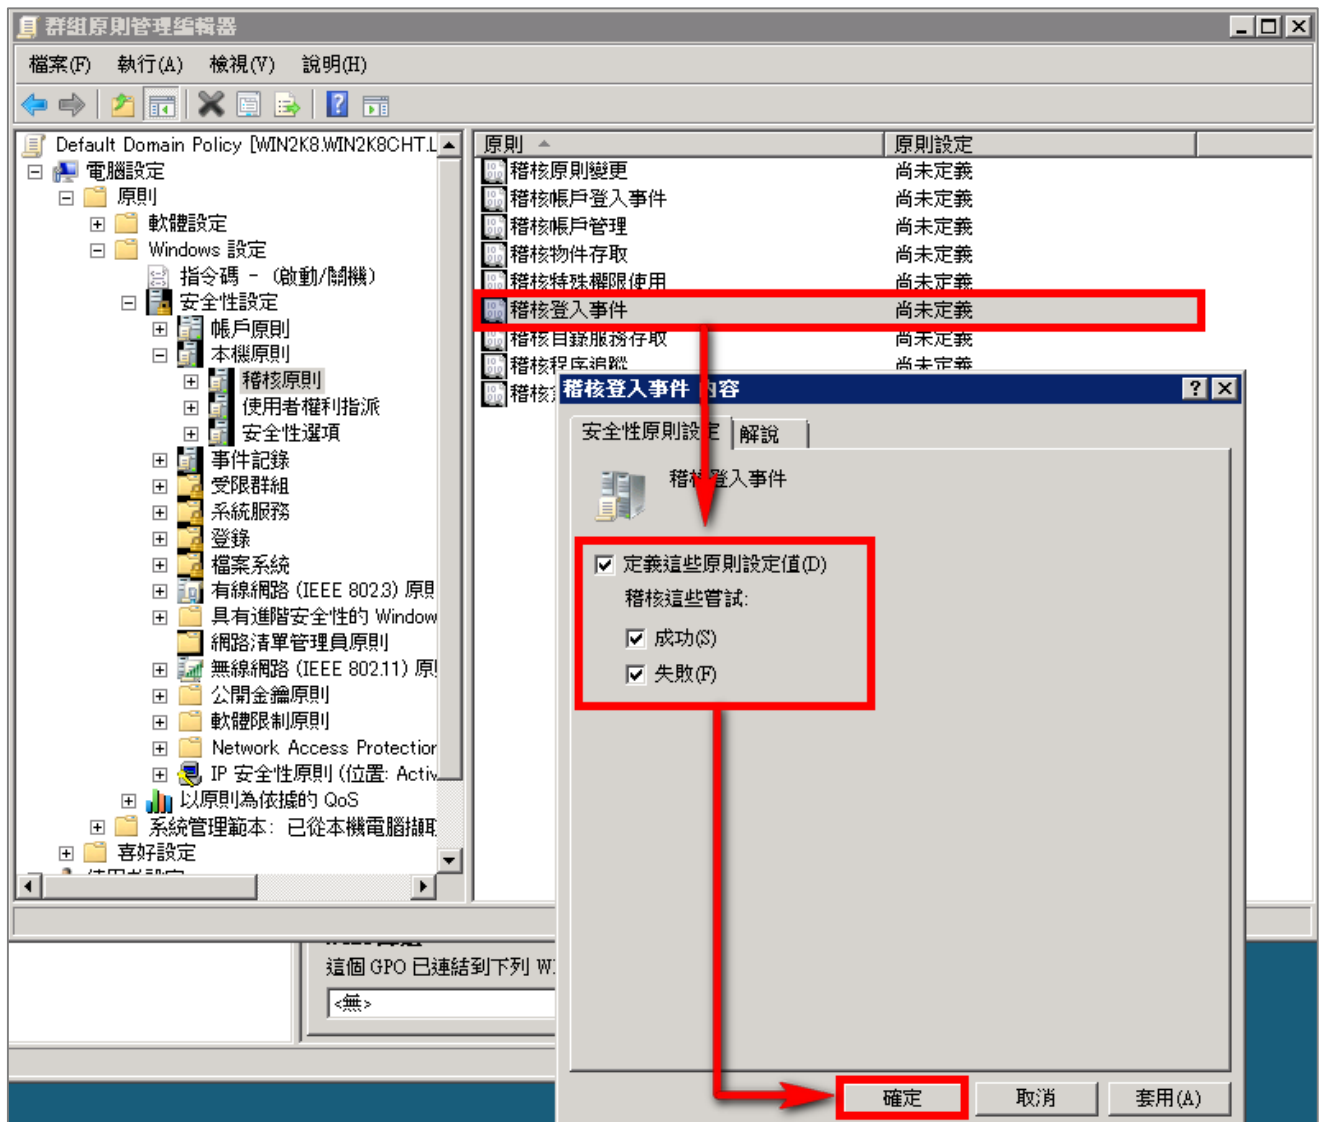 群組原則管理編輯器
檔案(F) 執行(A) 檢視(V) 說明(H)
Default Domain Policy [WIN2K8.WIN2K8CHT.L
電腦設定
原則
軟體設定
Windows 設定
指令碼 - (啟動/關機)
安全性設定
帳戶原則
本機原則
稽核原則
使用者權利指派
安全性選項
事件記錄
受限群組
系統服務
登錄
檔案系統
有線網路 (IEEE 802.3) 原則
具有進階安全性的 Window
網路清單管理員原則
無線網路 (IEEE 802.11) 原則
公開金鑰原則
軟體限制原則
Network Access Protection
IP 安全性原則 (位置: Activ
以原則為依據的 QoS
系統管理範本: 已從本機電腦擷取
喜好設定
使用者設定
原則 原則設定
稽核原則變更 尚未定義
稽核帳戶登入事件 尚未定義
稽核帳戶管理 尚未定義
稽核物件存取 尚未定義
稽核特殊權限使用 尚未定義
稽核登入事件 尚未定義
稽核目錄服務存取 尚未定義
稽核程序追蹤 尚未定義
稽核
稽核登入事件 內容
安全性原則設定 解說
稽核登入事件
定義這些原則設定值(D)
稽核這些嘗試:
成功(S)
失敗(F)
確定 取消 套用(A)
這個 GPO 已連結到下列 W
<無>